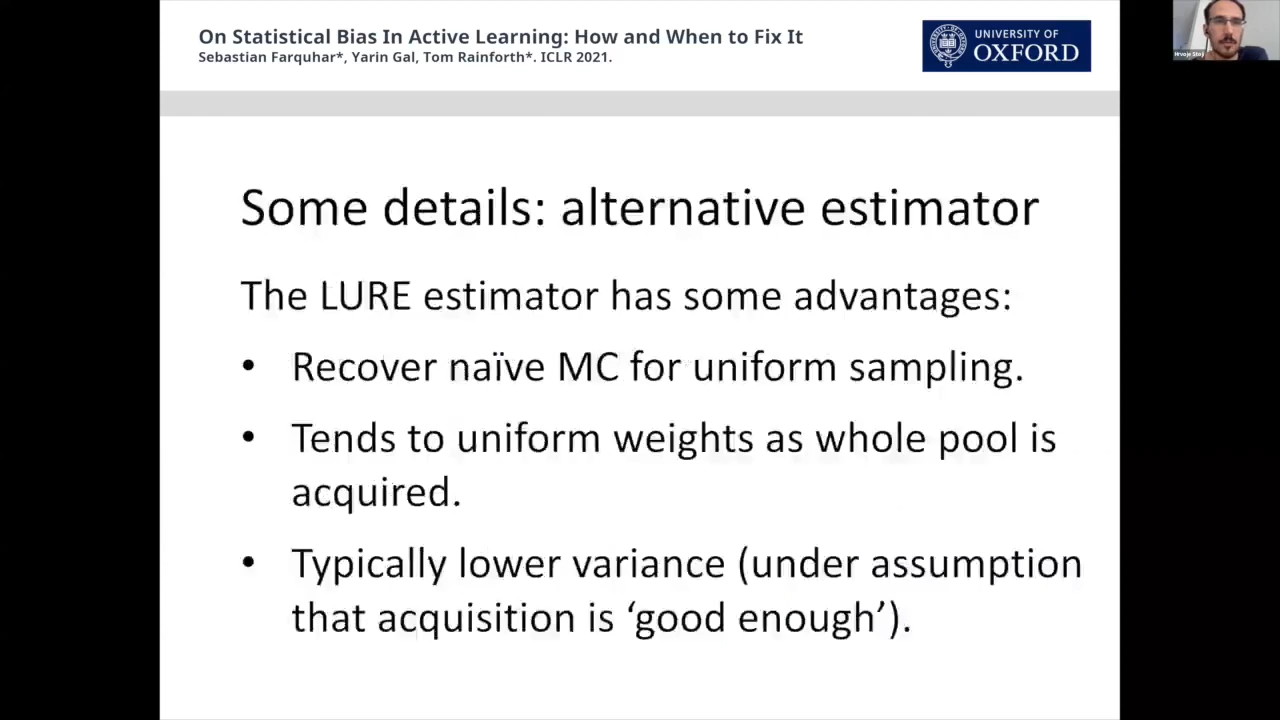 On Statistical Bias In Active Learning: How and When to Fix It
Sebastian Farquhar*, Yarin Gal, Tom Rainforth*. ICLR 2021.
UNIVERSITY OF
OXFORD
Some details: alternative estimator
The LURE estimator has some advantages:
• Recover naïve MC for uniform sampling.
• Tends to uniform weights as whole pool is
acquired.
• Typically lower variance (under assumption
that acquisition is ‘good enough’).